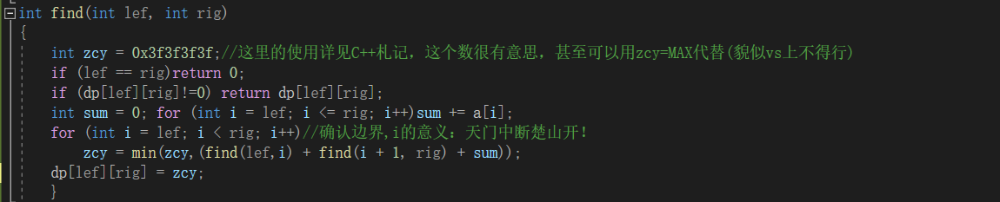 int find(int lef, int rig)
{
int zcy = 0x3f3f3f3f;//这里的使用详见C++札记，这个数很有意思，甚至可以用zcy=MAX代替(貌似vs上不得行)
if (lef == rig)return 0;
if (dp[lef][rig]!=0) return dp[lef][rig];
int sum = 0; for (int i = lef; i <= rig; i++)sum += a[i];
for (int i = lef; i < rig; i++)//确认边界,i的意义：天门中断楚山开！
zcy = min(zcy,(find(lef,i) + find(i + 1, rig) + sum));
dp[lef][rig] = zcy;
}